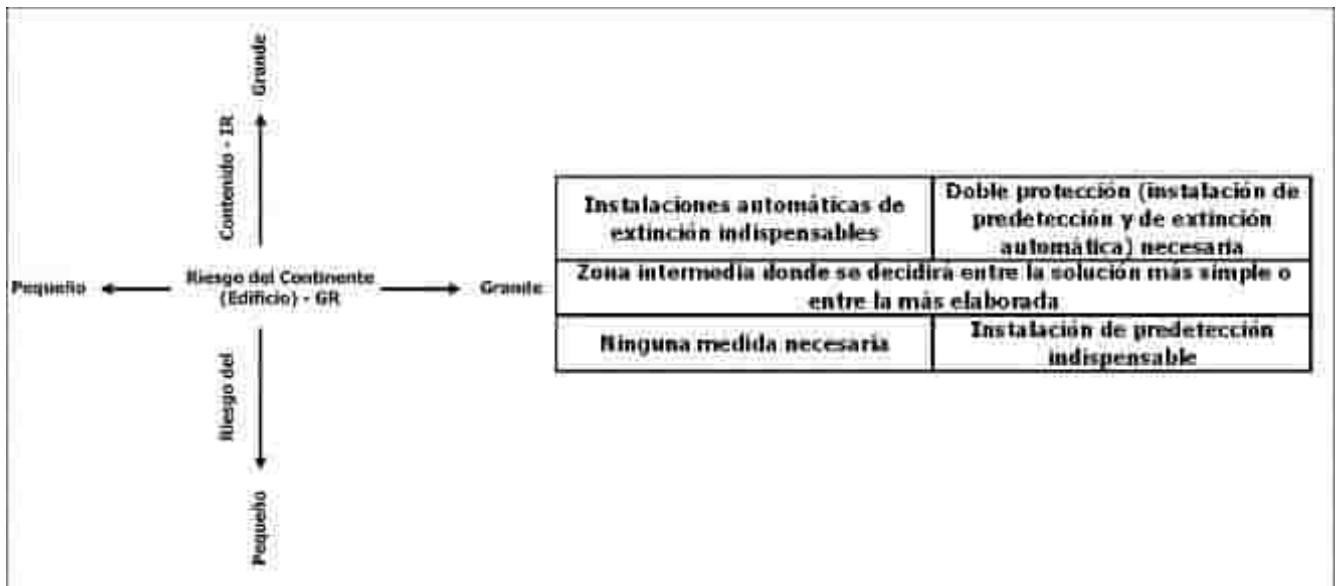 Grande
Contenido - IR
Pequeño
Riesgo del Continente
(Edificio) - GR
Grande
Riesgo del
Pequeño
Instalaciones automáticas de
extinción indispensables
Doble protección (instalación de
predetección y de extinción
automática) necesaria
Zona intermedia donde se decidirá entre la solución más simple o
entre la más elaborada
Ninguna medida necesaria
Instalación de predetección
indispensable